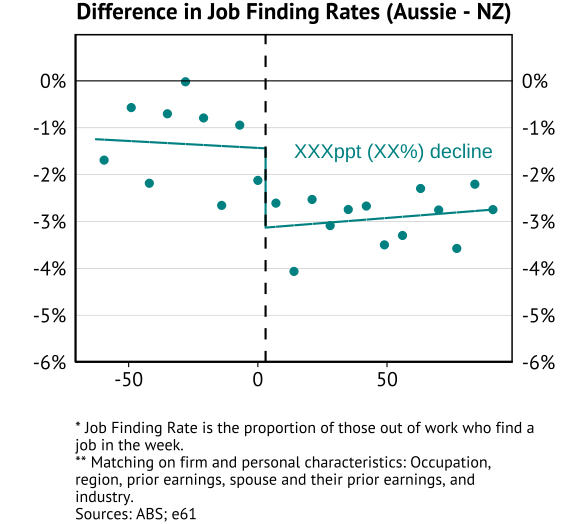 Difference in Job Finding Rates (Aussie - NZ)
0% 0%
-1% -1%
XXXppt (XX%) decline
-2% -2%
-3% -3%
-4% -4%
-5% -5%
-6% -6%
-50 0 50
* Job Finding Rate is the proportion of those out of work who find a
job in the week.
** Matching on firm and personal characteristics: Occupation,
region, prior earnings, spouse and their prior earnings, and
industry.
Sources: ABS; e61